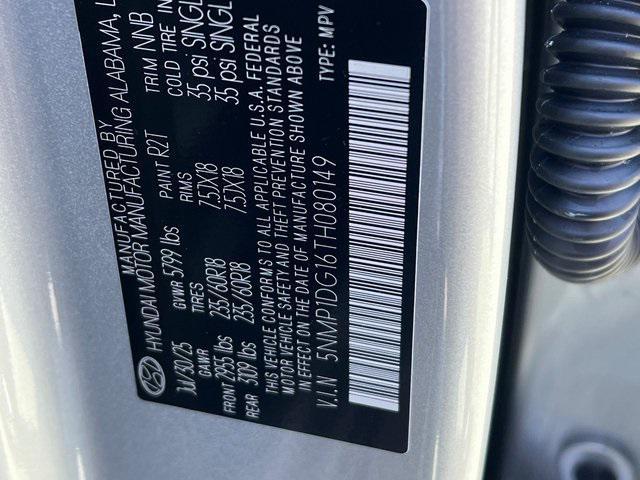 MANUFACTURED BY
HYUNDAI MOTOR MANUFACTURING ALABAMA, L
Jul/30/25 GVWR 5799 lbs PAINT R2T TRIM NNB
GAWR TIRES RIMS COLD TIRE IN
FRONT 2955 lbs 235/60R18 7.5JX18 35 psi SINGL
REAR 3109 lbs 235/60R18 7.5JX18 35 psi SINGL
THIS VEHICLE CONFORMS TO ALL APPLICABLE U.S.A. FEDERAL
MOTOR VEHICLE SAFETY AND THEFT PREVENTION STANDARDS
IN EFFECT ON THE DATE OF MANUFACTURE SHOWN ABOVE
V.I.N 5NMP1DG16TH080149 TYPE: MPV